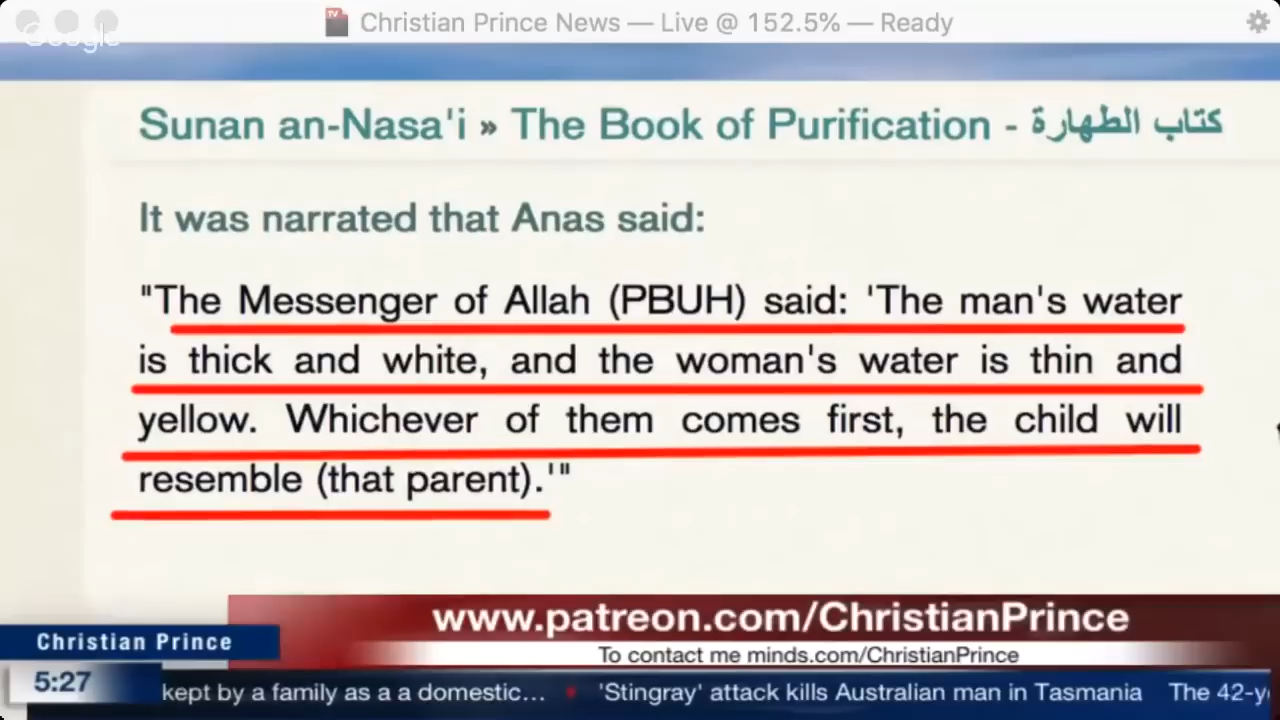 Christian Prince News — Live @ 152.5% — Ready
Google
Sunan an-Nasa'i » The Book of Purification - كتاب الطهارة
It was narrated that Anas said:
"The Messenger of Allah (PBUH) said: 'The man's water
is thick and white, and the woman's water is thin and
yellow. Whichever of them comes first, the child will
resemble (that parent).'"
www.patreon.com/ChristianPrince
Christian Prince
To contact me minds.com/ChristianPrince
5:27
kept by a family as a a domestic... • 'Stingray' attack kills Australian man in Tasmania The 42-y